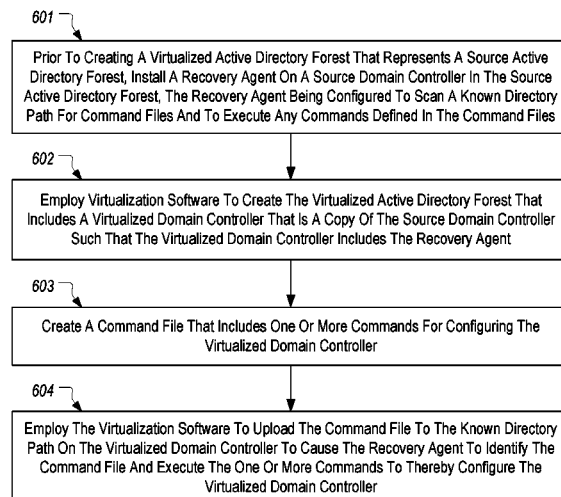 601
Prior To Creating A Virtualized Active Directory Forest That Represents A Source Active
Directory Forest, Install A Recovery Agent On A Source Domain Controller In The Source
Active Directory Forest, The Recovery Agent Being Configured To Scan A Known Directory
Path For Command Files And To Execute Any Commands Defined In The Command Files
602
Employ Virtualization Software To Create The Virtualized Active Directory Forest That
Includes A Virtualized Domain Controller That Is A Copy Of The Source Domain Controller
Such That The Virtualized Domain Controller Includes The Recovery Agent
603
Create A Command File That Includes One Or More Commands For Configuring The
Virtualized Domain Controller
604
Employ The Virtualization Software To Upload The Command File To The Known Directory
Path On The Virtualized Domain Controller To Cause The Recovery Agent To Identify The
Command File And Execute The One Or More Commands To Thereby Configure The
Virtualized Domain Controller